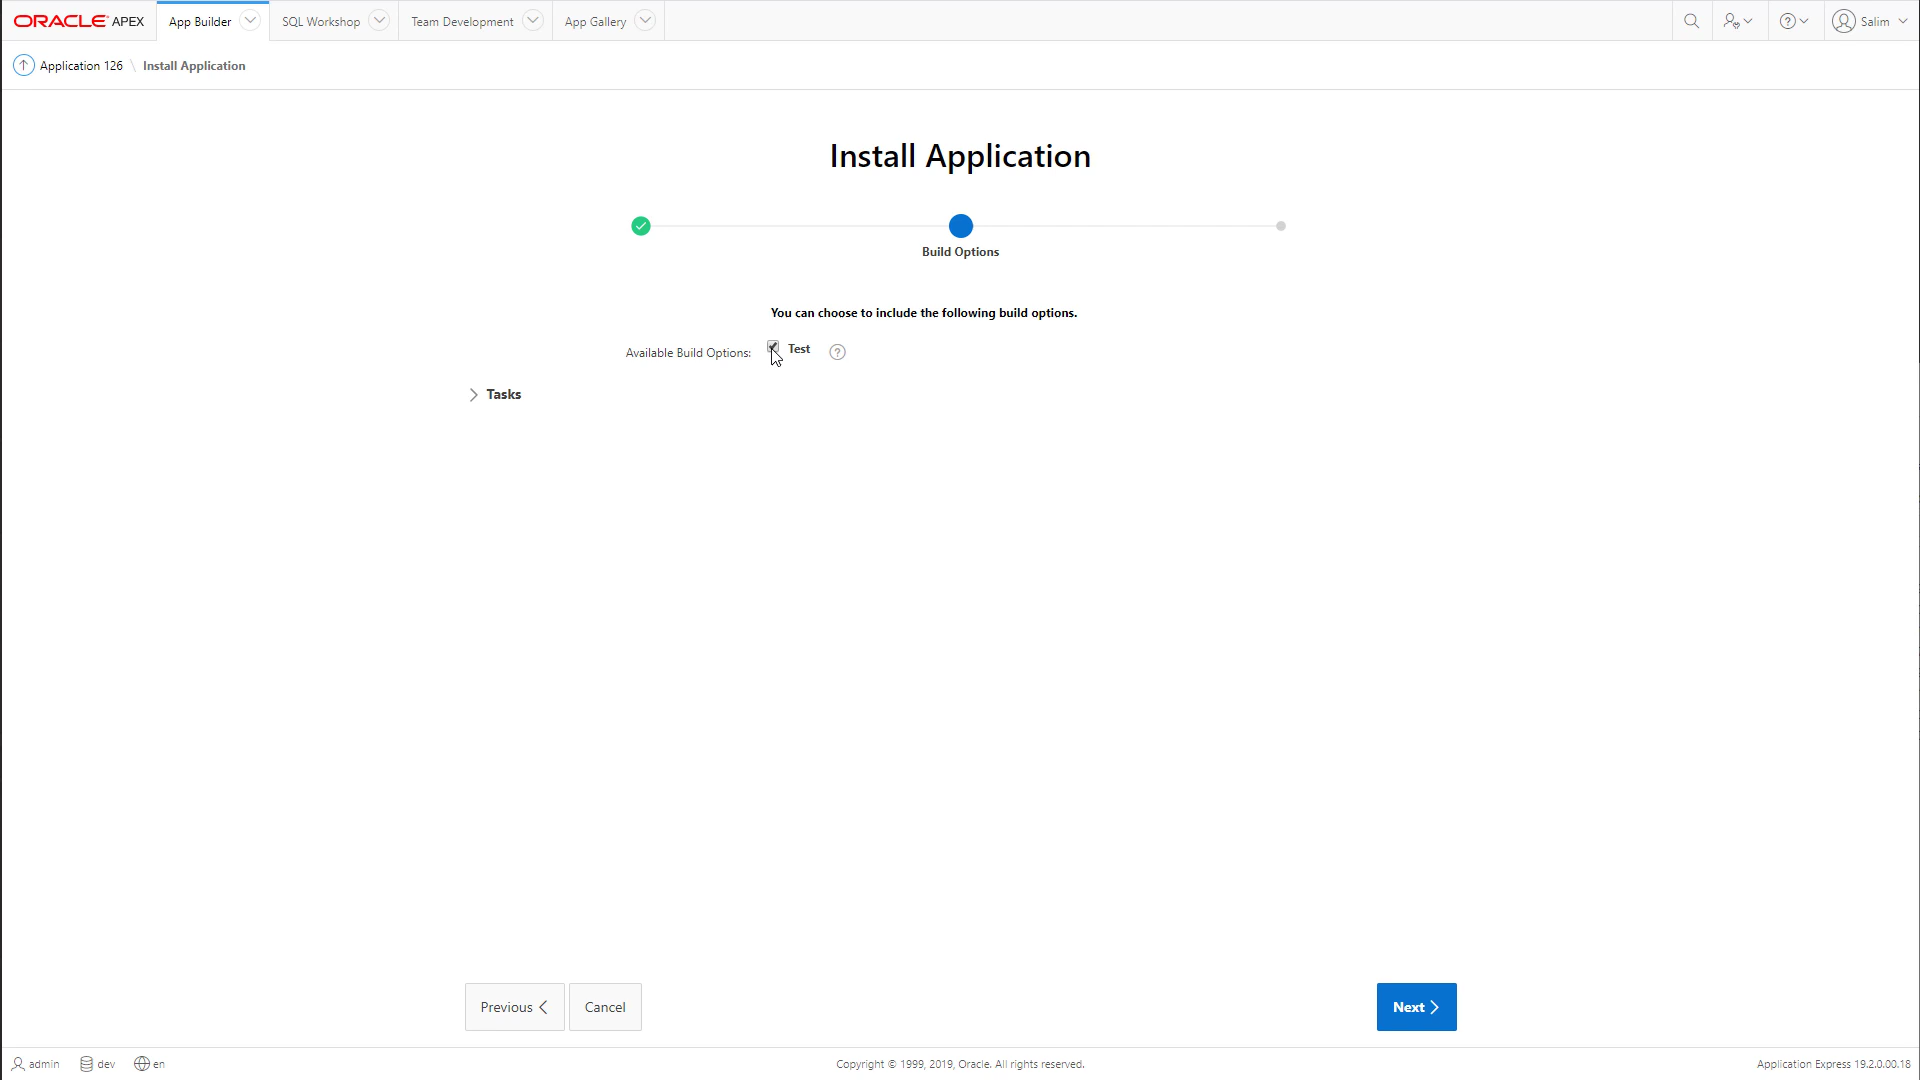 ORACLE APEX App Builder SQL Workshop Team Development App Gallery Salim
Application 126 \ Install Application
Install Application
Build Options
You can choose to include the following build options.
Available Build Options: Test
Tasks
Previous Cancel Next
admin dev en Copyright © 1999, 2019, Oracle. All rights reserved. Application Express 19.2.0.00.18